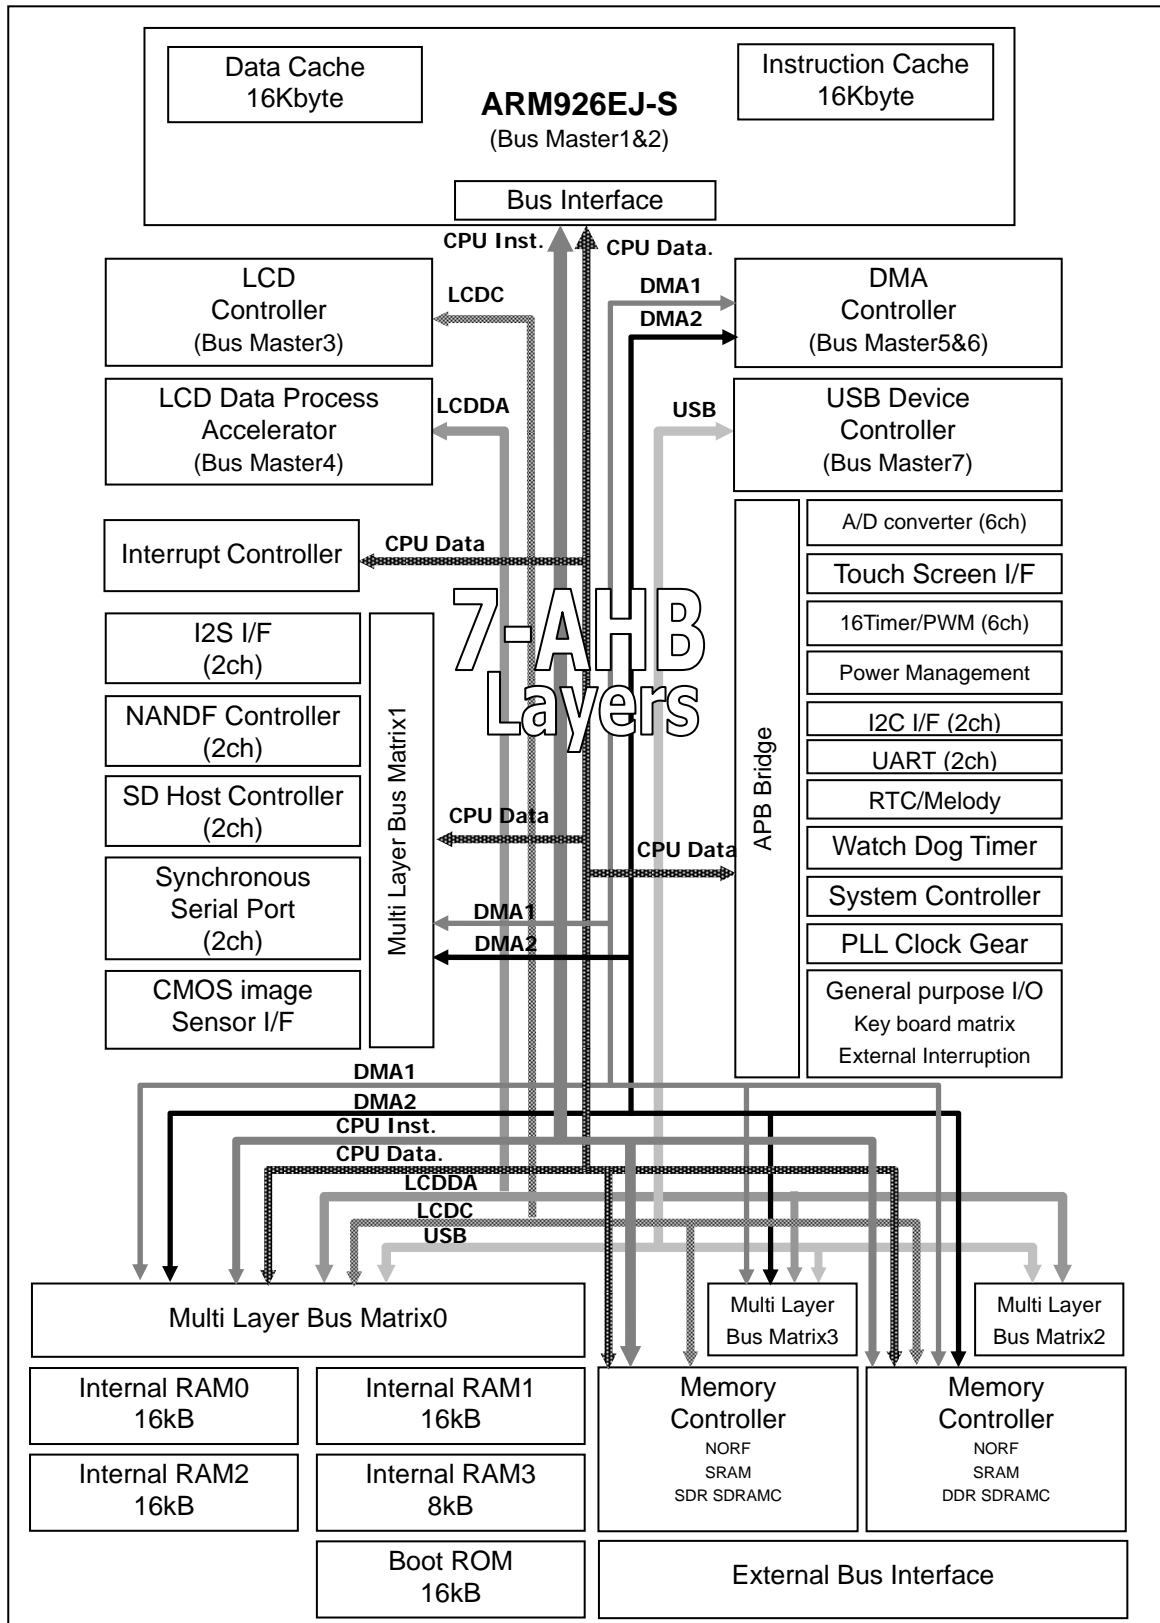 Data Cache
16Kbyte
Instruction Cache
16Kbyte
ARM926EJ-S
(Bus Master1&2)
Bus Interface
CPU Inst.
CPU Data.
LCD
Controller
(Bus Master3)
LCDC
DMA1
DMA2
DMA
Controller
(Bus Master5&6)
LCD Data Process
Accelerator
(Bus Master4)
LCDDA
USB
USB Device
Controller
(Bus Master7)
Interrupt Controller
CPU Data
7-AHB
Layers
I2S I/F
(2ch)
NANDF Controller
(2ch)
SD Host Controller
(2ch)
Synchronous
Serial Port
(2ch)
CMOS image
Sensor I/F
Multi Layer Bus Matrix1
CPU Data
CPU Data
DMA1
DMA2
APB Bridge
A/D converter (6ch)
Touch Screen I/F
16Timer/PWM (6ch)
Power Management
I2C I/F (2ch)
UART (2ch)
RTC/Melody
Watch Dog Timer
System Controller
PLL Clock Gear
General purpose I/O
Key board matrix
External Interruption
DMA1
DMA2
CPU Inst.
CPU Data.
LCDDA
LCDC
USB
Multi Layer Bus Matrix0
Multi Layer
Bus Matrix3
Multi Layer
Bus Matrix2
Internal RAM0
16kB
Internal RAM1
16kB
Internal RAM2
16kB
Internal RAM3
8kB
Boot ROM
16kB
Memory
Controller
NORF
SRAM
SDR SDRAMC
Memory
Controller
NORF
SRAM
DDR SDRAMC
External Bus Interface